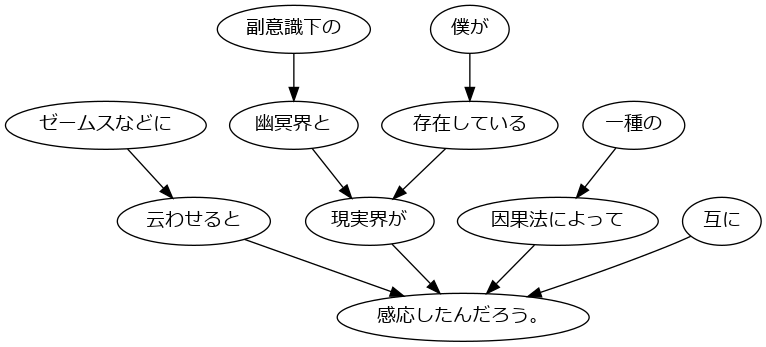 副意識下の
僕が
ゼームスなどに
幽冥界と
存在している
一種の
云わせると
現実界が
因果法によって
互に
感応したんだろう。